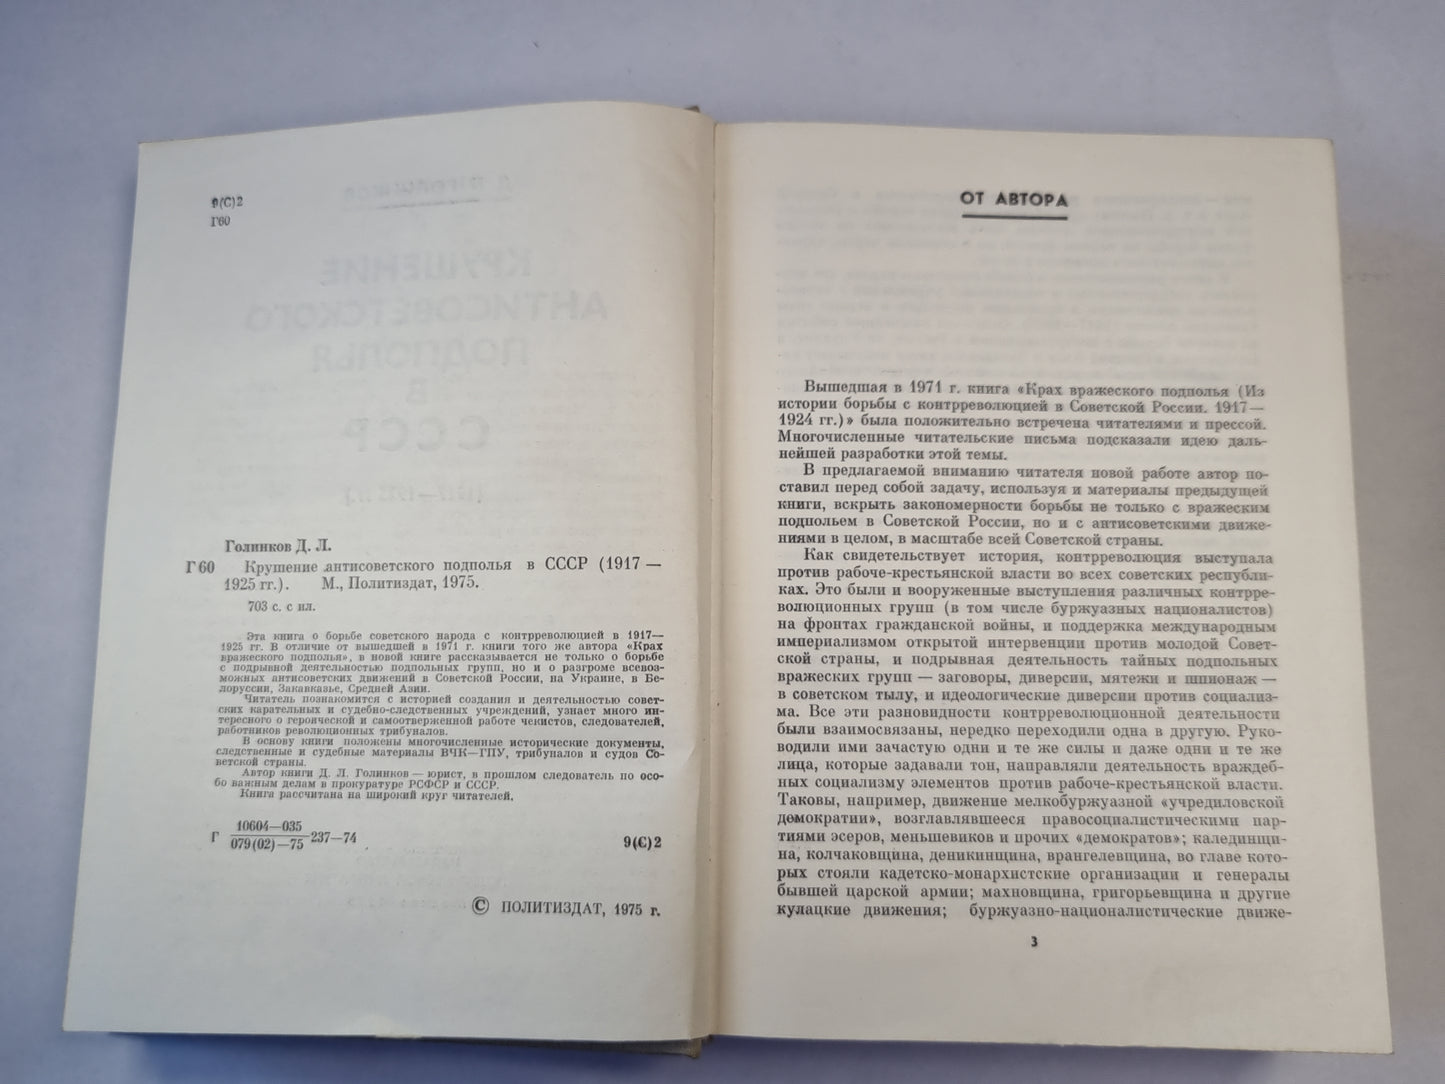 9(С)2
Г60
Голинков Д. Л.
Г 60 Крушение антисоветского подполья в СССР (1917 —
1925 гг.). М., Политиздат, 1975.
703 с. с ил.
Эта книга о борьбе советского народа с контрреволюцией в 1917—
1925 гг. В отличие от вышедшей в 1971 г. книги того же автора «Крах
вражеского подполья», в новой книге рассказывается не только о борьбе
с подрывной деятельностью подпольных групп, но и о разгроме всевоз-
можных антисоветских движений в Советской России, на Украине, в Бе-
лоруссии, Закавказье, Средней Азии.
Читатель познакомится с историей создания и деятельностью совет-
ских карательных и судебно-следственных учреждений, узнает много ин-
тересного о героической и самоотверженной работе чекистов, следователей,
работников революционных трибуналов.
В основу книги положены многочисленные исторические документы,
следственные и судебные материалы ВЧК—ГПУ, трибуналов и судов Со-
ветской страны.
Автор книги Д. Л. Голинков — юрист, в прошлом следователь по осо-
бо важным делам в прокуратуре РСФСР и СССР.
Книга рассчитана на широкий круг читателей.
10604—035
Г 079(02)—75 237—74
9(С)2
© ПОЛИТИЗДАТ, 1975 г.
ОТ АВТОРА
Вышедшая в 1971 г. книга «Крах вражеского подполья (Из
истории борьбы с контрреволюцией в Советской России. 1917—
1924 гг.)» была положительно встречена читателями и прессой.
Многочисленные читательские письма подсказали идею даль-
нейшей разработки этой темы.
В предлагаемой вниманию читателя новой работе автор по-
ставил перед собой задачу, используя и материалы предыдущей
книги, вскрыть закономерности борьбы не только с вражеским
подпольем в Советской России, но и с антисоветскими движе-
ниями в целом, в масштабе всей Советской страны.
Как свидетельствует история, контрреволюция выступала
против рабоче-крестьянской власти во всех советских республи-
ках. Это были и вооруженные выступления различных контрре-
волюционных групп (в том числе буржуазных националистов)
на фронтах гражданской войны, и поддержка международным
империализмом открытой интервенции против молодой Совет-
ской страны, и подрывная деятельность тайных подпольных
вражеских групп — заговоры, диверсии, мятежи и шпионаж —
в советском тылу, и идеологические диверсии против социализ-
ма. Все эти разновидности контрреволюционной деятельности
были взаимосвязаны, нередко переходили одна в другую. Руко-
водили ими зачастую одни и те же силы и даже одни и те же
лица, которые задавали тон, направляли деятельность враждеб-
ных социализму элементов против рабоче-крестьянской власти.
Таковы, например, движение мелкобуржуазной «учредиловской
демократии», возглавлявшееся правосоциалистическими пар-
тиями эсеров, меньшевиков и прочих «демократов»; калединщи-
на, колчаковщина, деникинщина, врангелевщина, во главе кото-
рых стояли кадетско-монархистские организации и генералы
бывшей царской армии; махновщина, григорьевщина и другие
кулацкие движения; буржуазно-националистические движе-
3